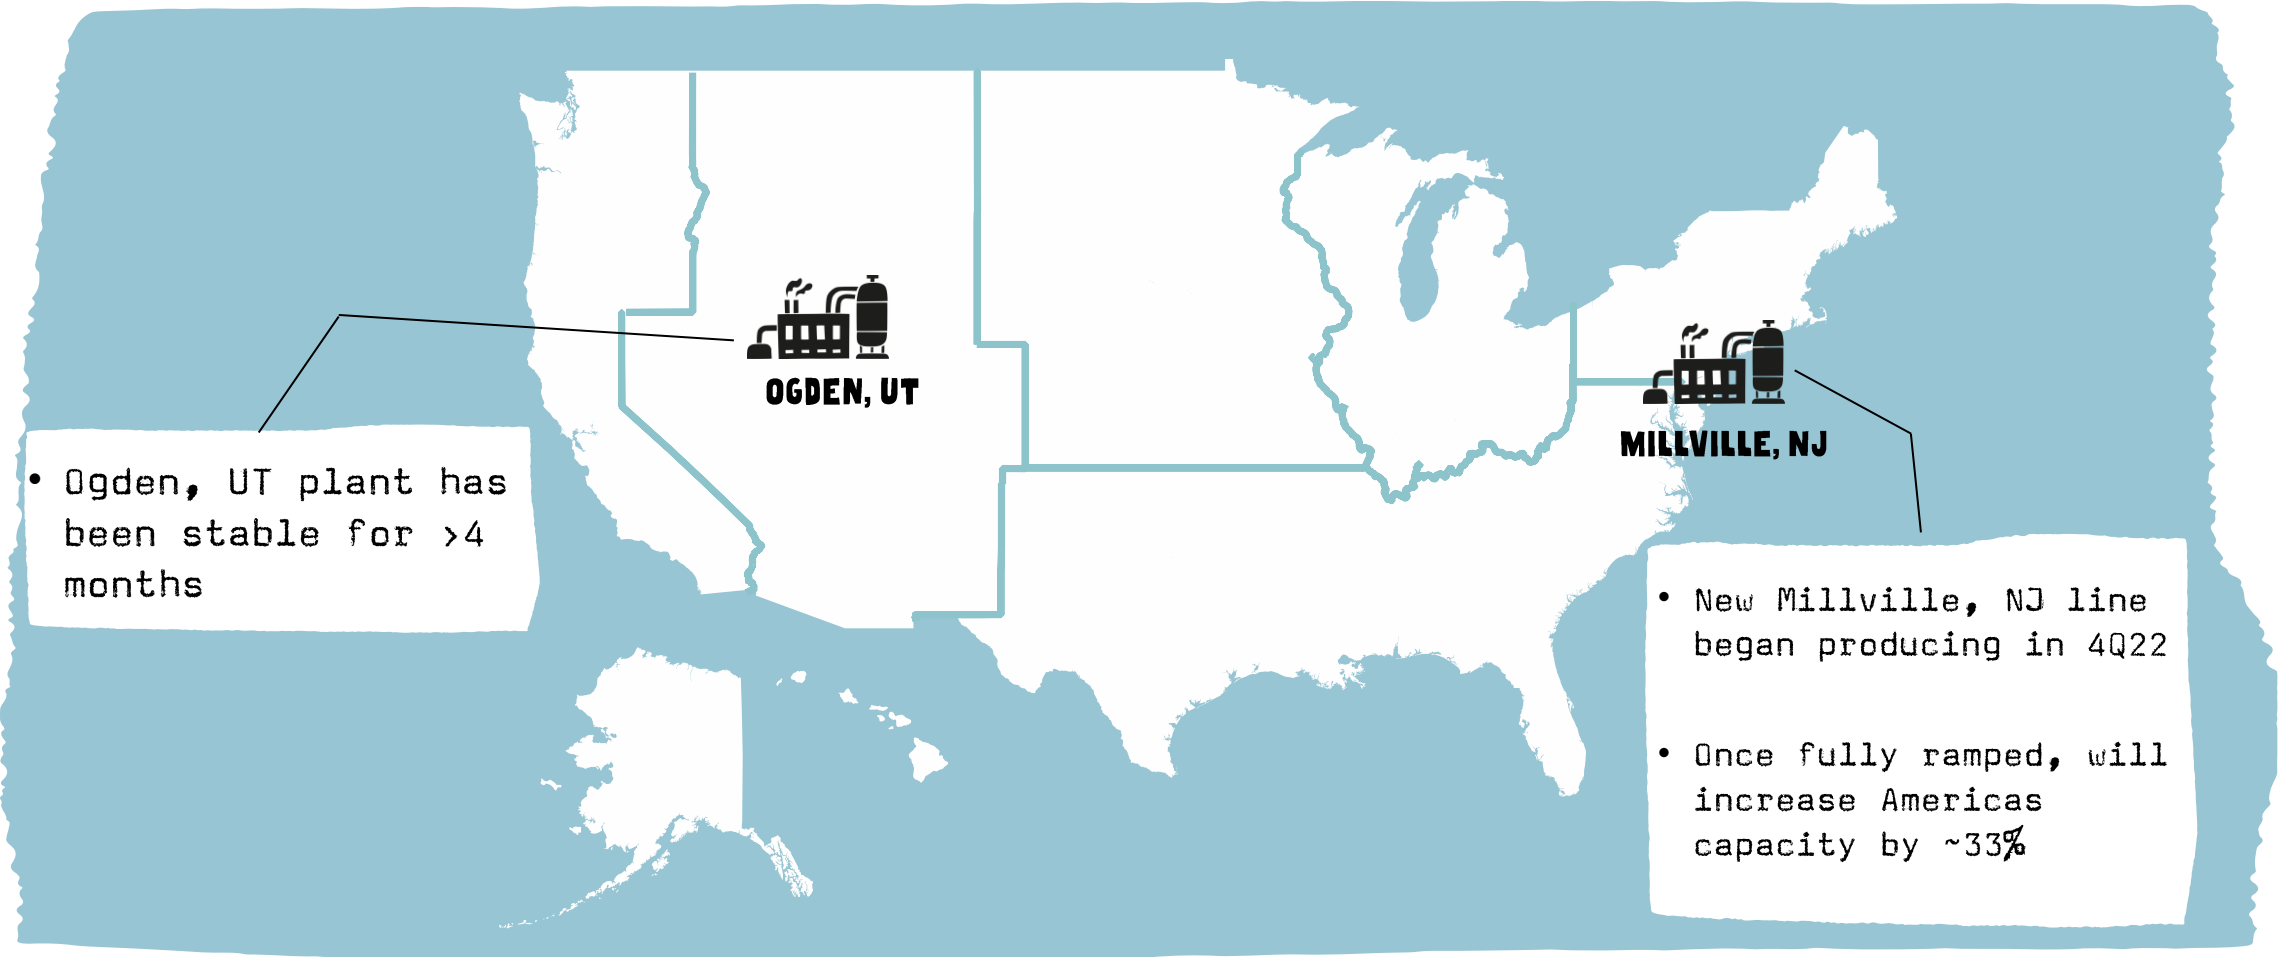 OGDEN, UT
MILLVILLE, NJ
• Ogden, UT plant has
been stable for >4
months
• New Millville, NJ line
began producing in 4Q22
• Once fully ramped, will
increase Americas
capacity by ~33%